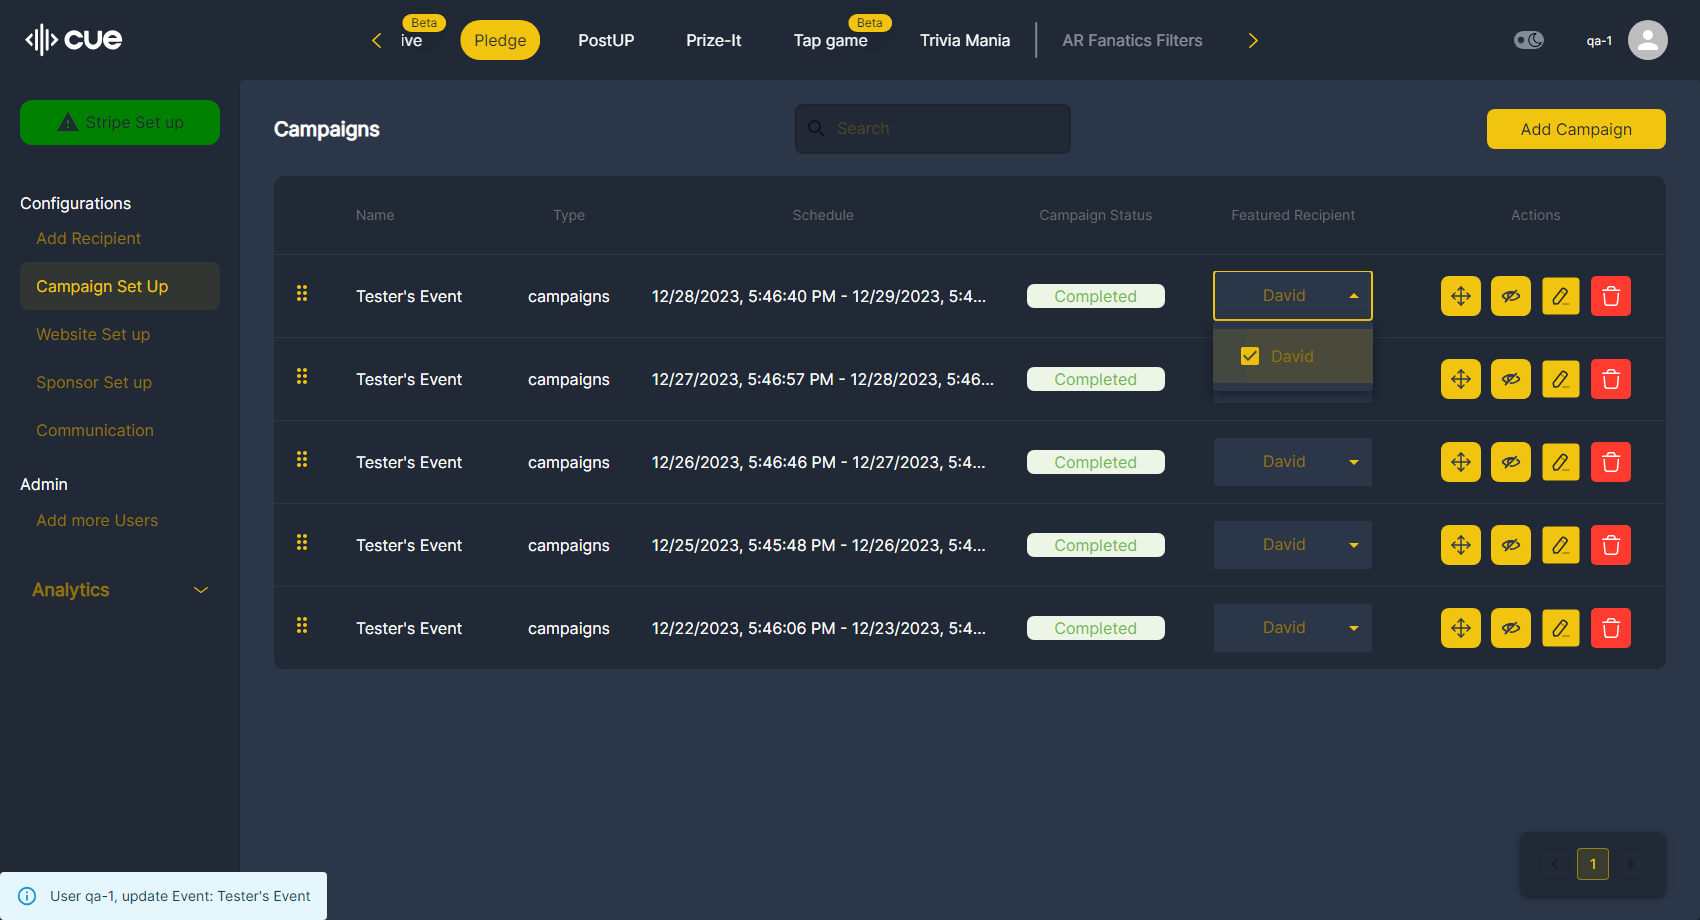 cue
Beta
ive
Pledge
PostUP
Prize-It
Tap game
Beta
Trivia Mania
AR Fanatics Filters
qa-1
Stripe Set up
Configurations
Add Recipient
Campaign Set Up
Website Set up
Sponsor Set up
Communication
Admin
Add more Users
Analytics
Campaigns
Search
Add Campaign
Name Type Schedule Campaign Status Featured Recipient Actions
Tester's Event campaigns 12/28/2023, 5:46:40 PM - 12/29/2023, 5:4... Completed David
David
Tester's Event campaigns 12/27/2023, 5:46:57 PM - 12/28/2023, 5:46... Completed
Tester's Event campaigns 12/26/2023, 5:46:46 PM - 12/27/2023, 5:4... Completed David
Tester's Event campaigns 12/25/2023, 5:45:48 PM - 12/26/2023, 5:4... Completed David
Tester's Event campaigns 12/22/2023, 5:46:06 PM - 12/23/2023, 5:4... Completed David
1
User qa-1, update Event: Tester's Event